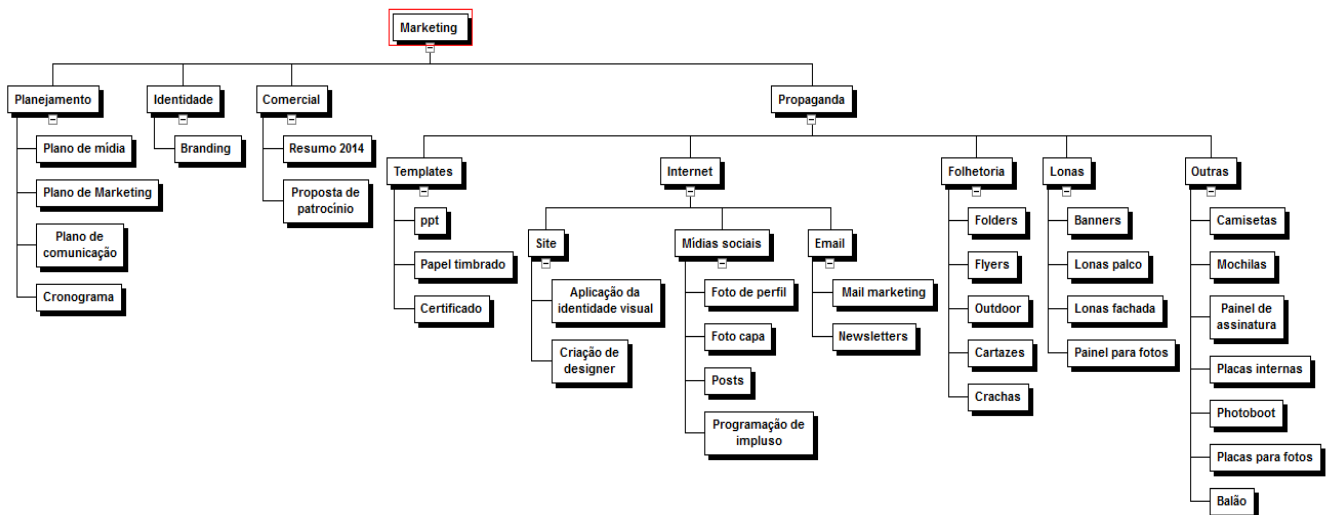 Marketing
Planejamento
Identidade
Comercial
Propaganda
Plano de mídia
Plano de Marketing
Plano de
comunicação
Cronograma
Branding
Resumo 2014
Proposta de
patrocínio
Templates
Internet
Folhetoria
Lonas
Outras
ppt
Papel timbrado
Certificado
Site
Mídias sociais
Email
Aplicação da
identidade visual
Criação de
designer
Foto de perfil
Foto capa
Posts
Programação de
impluso
Mail marketing
Newsletters
Folders
Flyers
Outdoor
Cartazes
Crachas
Banners
Lonas palco
Lonas fachada
Painel para fotos
Camisetas
Mochilas
Painel de
assinatura
Placas internas
Photoboot
Placas para fotos
Balão